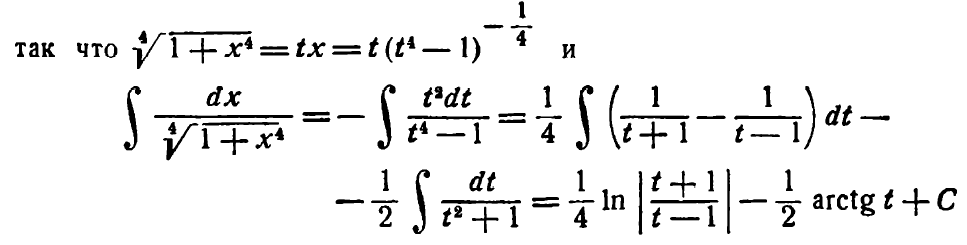 так что ∜(1 + x⁴) = tx = t (t⁴ — 1)^(−1/4) и
∫ dx/∜(1 + x⁴) = — ∫ t²dt/(t⁴ — 1) = 1/4 ∫ (1/(t + 1) — 1/(t — 1)) dt —
— 1/2 ∫ dt/(t² + 1) = 1/4 ln |(t + 1)/(t — 1)| — 1/2 arctg t + C